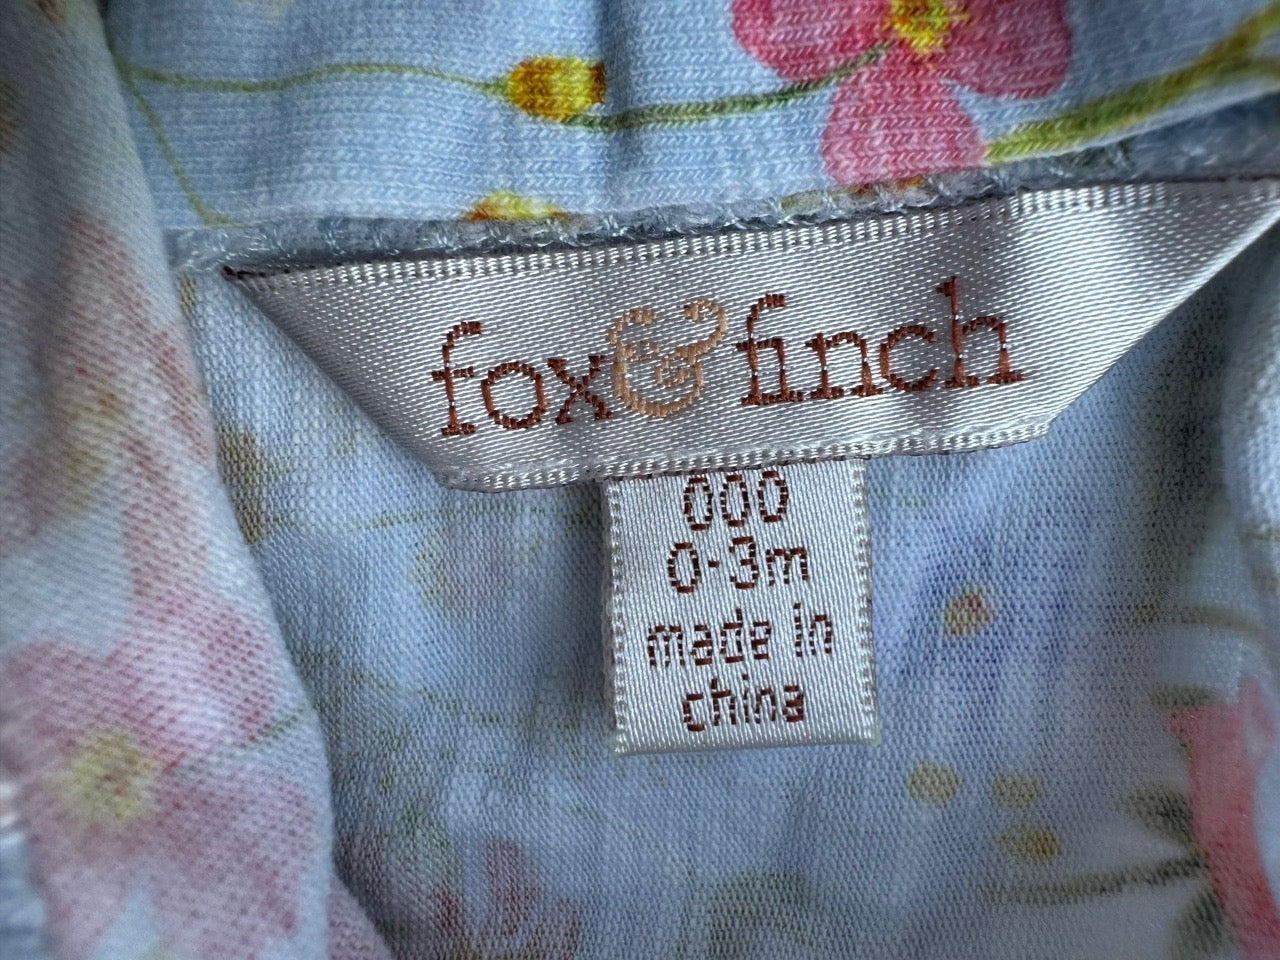 fox & finch
000
0-3m
made in
china